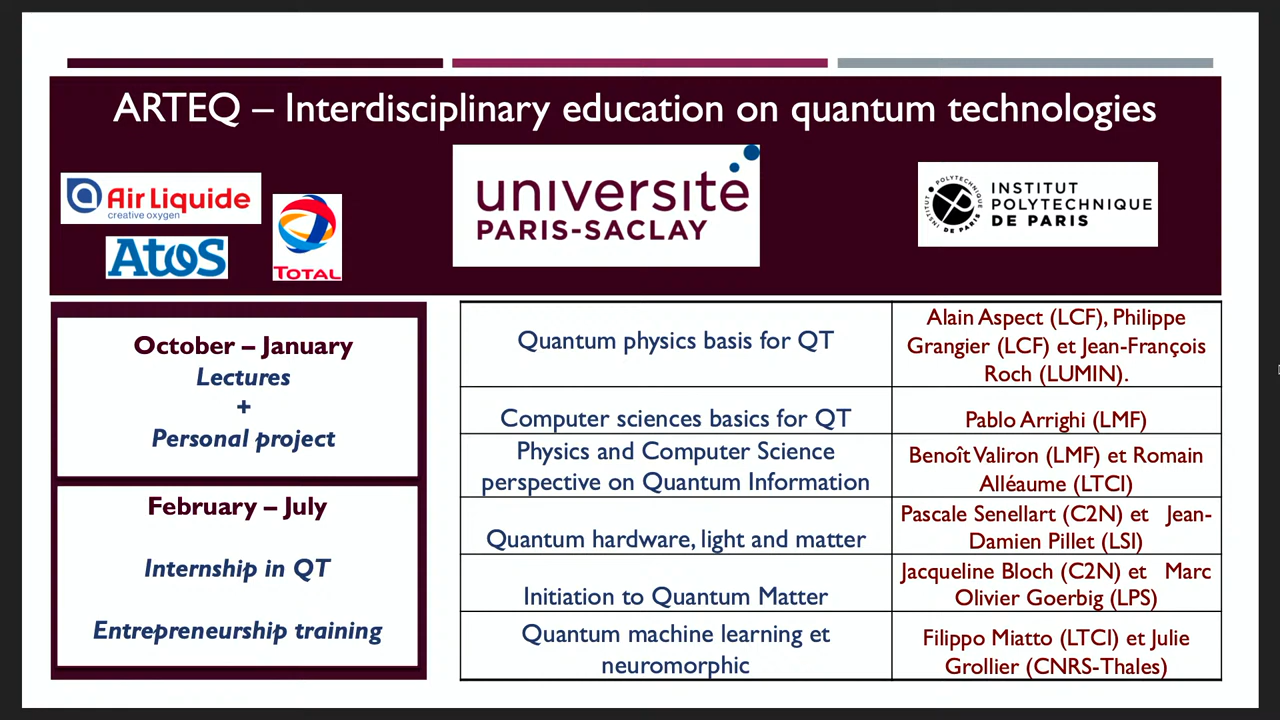 ARTEQ – Interdisciplinary education on quantum technologies
Air Liquide
creative oxygen
Atos
TOTAL
université
PARIS-SACLAY
INSTITUT
POLYTECHNIQUE
DE PARIS
October – January
Lectures
+
Personal project
February – July
Internship in QT
Entrepreneurship training
Quantum physics basis for QT
Alain Aspect (LCF), Philippe
Grangier (LCF) et Jean-François
Roch (LUMIN).
Computer sciences basics for QT
Pablo Arrighi (LMF)
Physics and Computer Science
perspective on Quantum Information
Benoît Valiron (LMF) et Romain
Alléaume (LTCI)
Quantum hardware, light and matter
Pascale Senellart (C2N) et Jean-
Damien Pillet (LSI)
Initiation to Quantum Matter
Jacqueline Bloch (C2N) et Marc
Olivier Goerbig (LPS)
Quantum machine learning et
neuromorphic
Filippo Miatto (LTCI) et Julie
Grollier (CNRS-Thales)